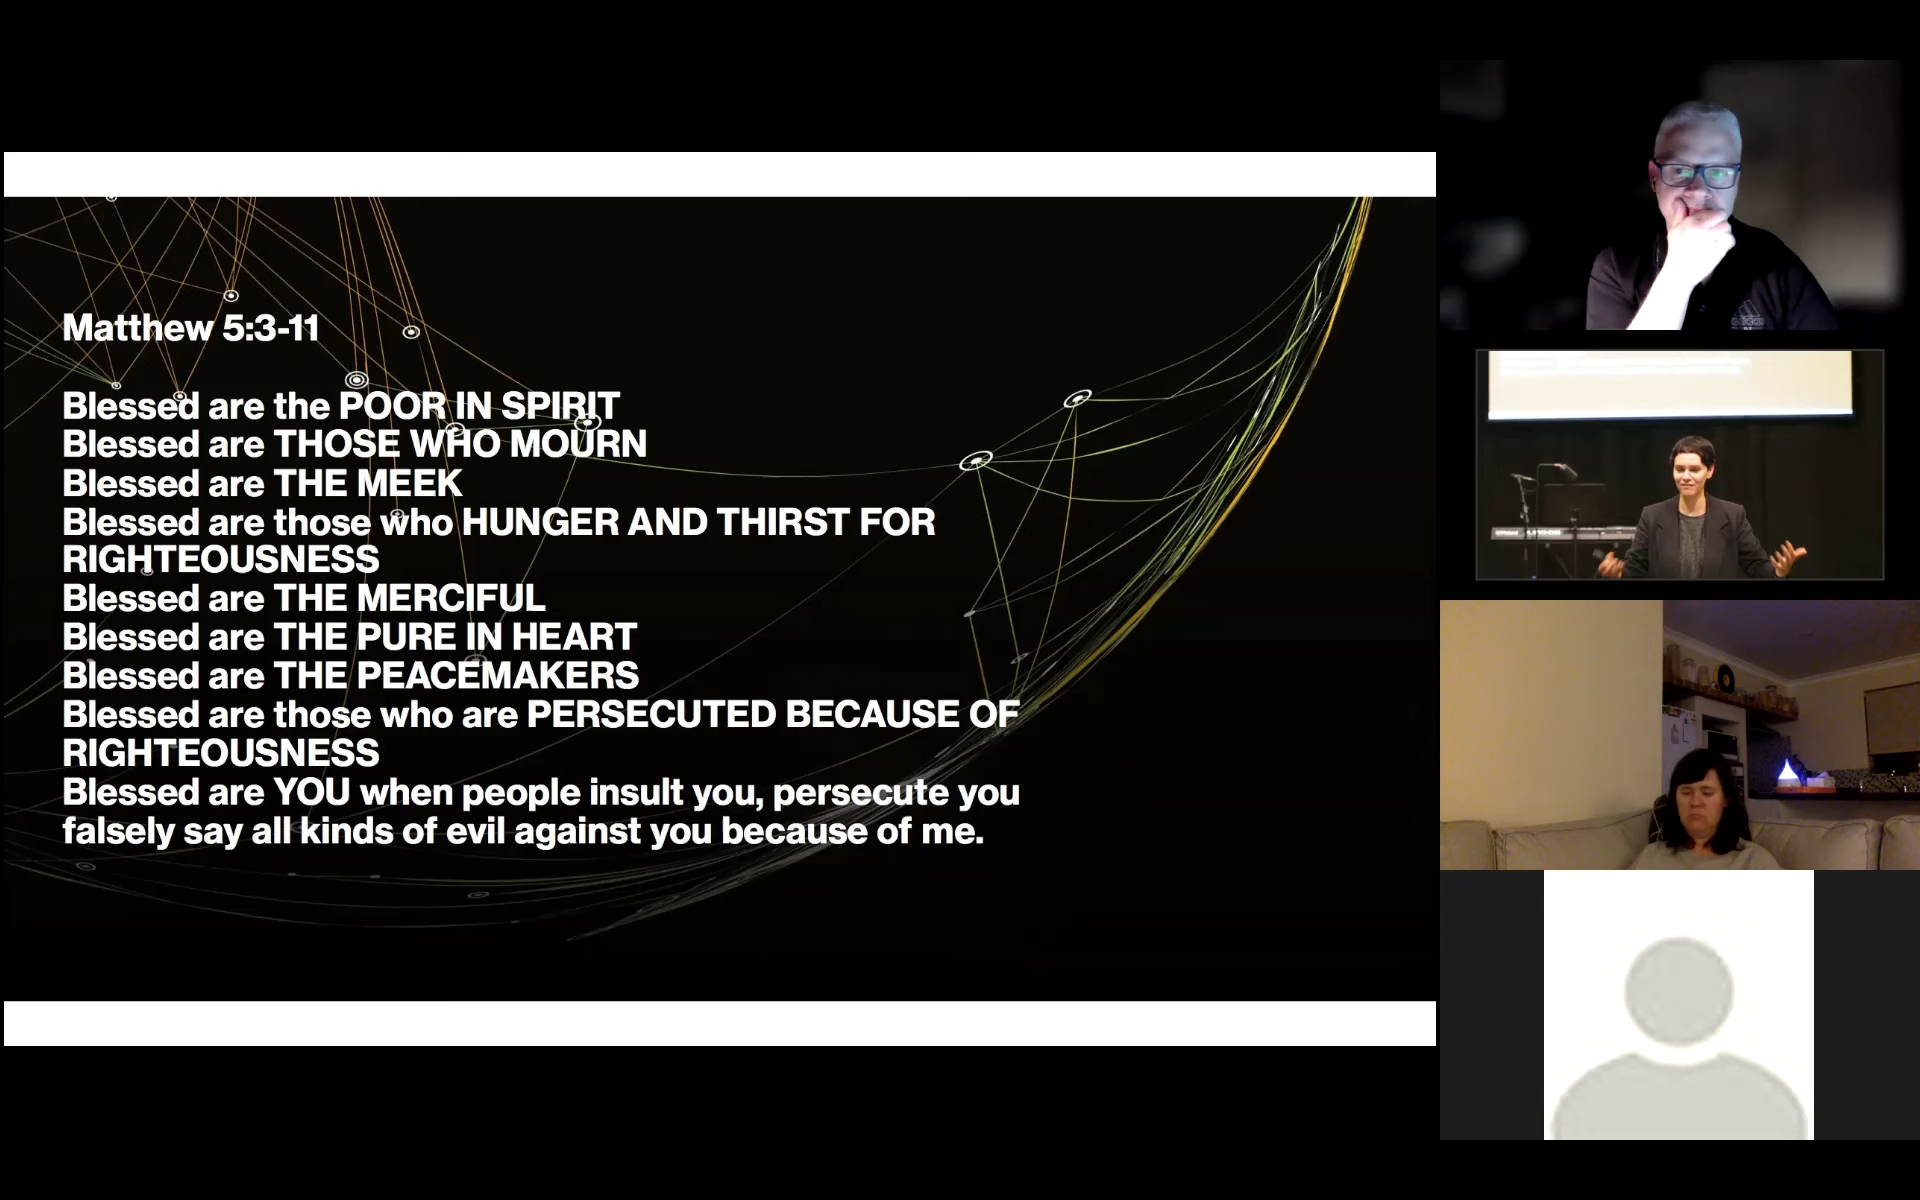 Matthew 5:3-11
Blessed are the POOR IN SPIRIT
Blessed are THOSE WHO MOURN
Blessed are THE MEEK
Blessed are those who HUNGER AND THIRST FOR
RIGHTEOUSNESS
Blessed are THE MERCIFUL
Blessed are THE PURE IN HEART
Blessed are THE PEACEMAKERS
Blessed are those who are PERSECUTED BECAUSE OF
RIGHTEOUSNESS
Blessed are YOU when people insult you, persecute you
falsely say all kinds of evil against you because of me.
adidas
Roland